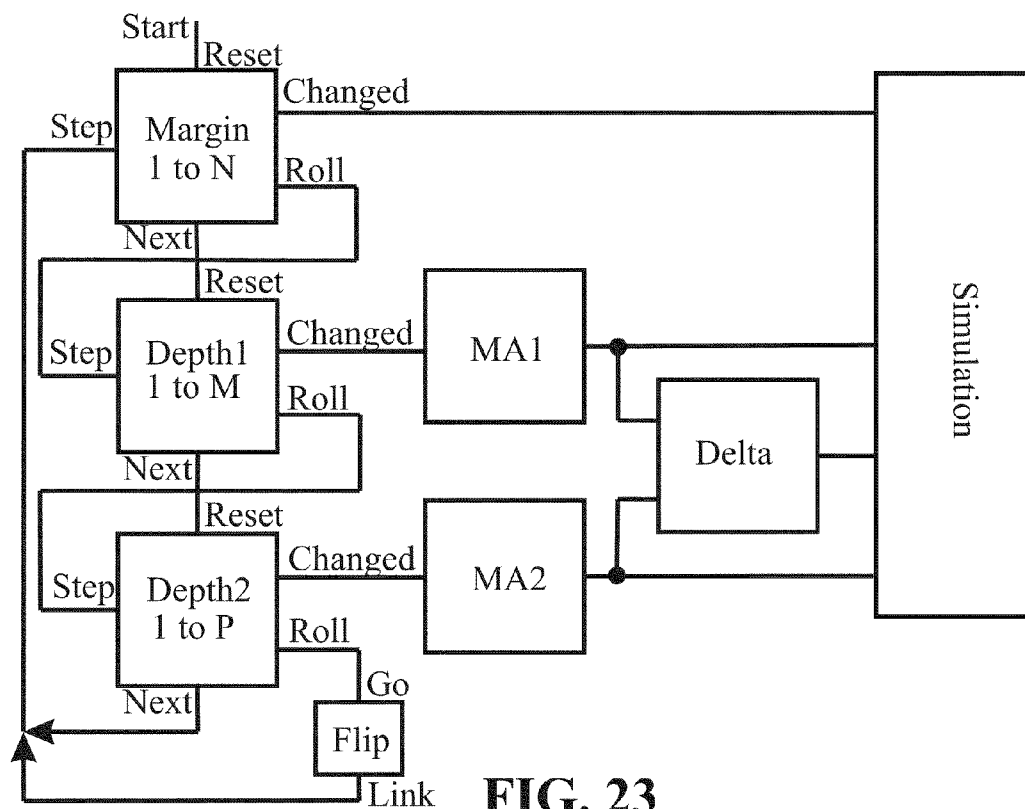 Start
Reset
Changed
Step
Margin
1 to N
Roll
Next
Reset
Changed
Step
Depth1
1 to M
Roll
Next
MA1
Delta
Simulation
Reset
Changed
Step
Depth2
1 to P
Roll
Next
MA2
Go
Flip
Link
FIG. 23